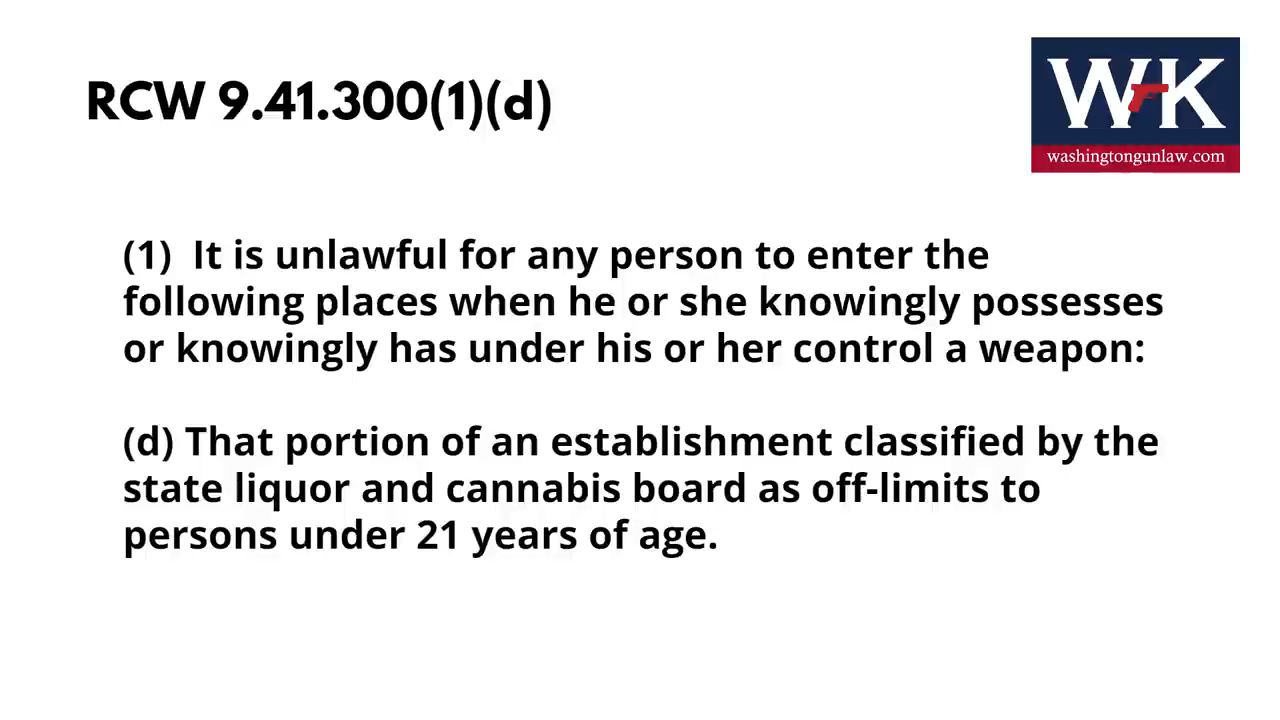 RCW 9.41.300(1)(d)
WK
washingtongunlaw.com
(1) It is unlawful for any person to enter the
following places when he or she knowingly possesses
or knowingly has under his or her control a weapon:
(d) That portion of an establishment classified by the
state liquor and cannabis board as off-limits to
persons under 21 years of age.